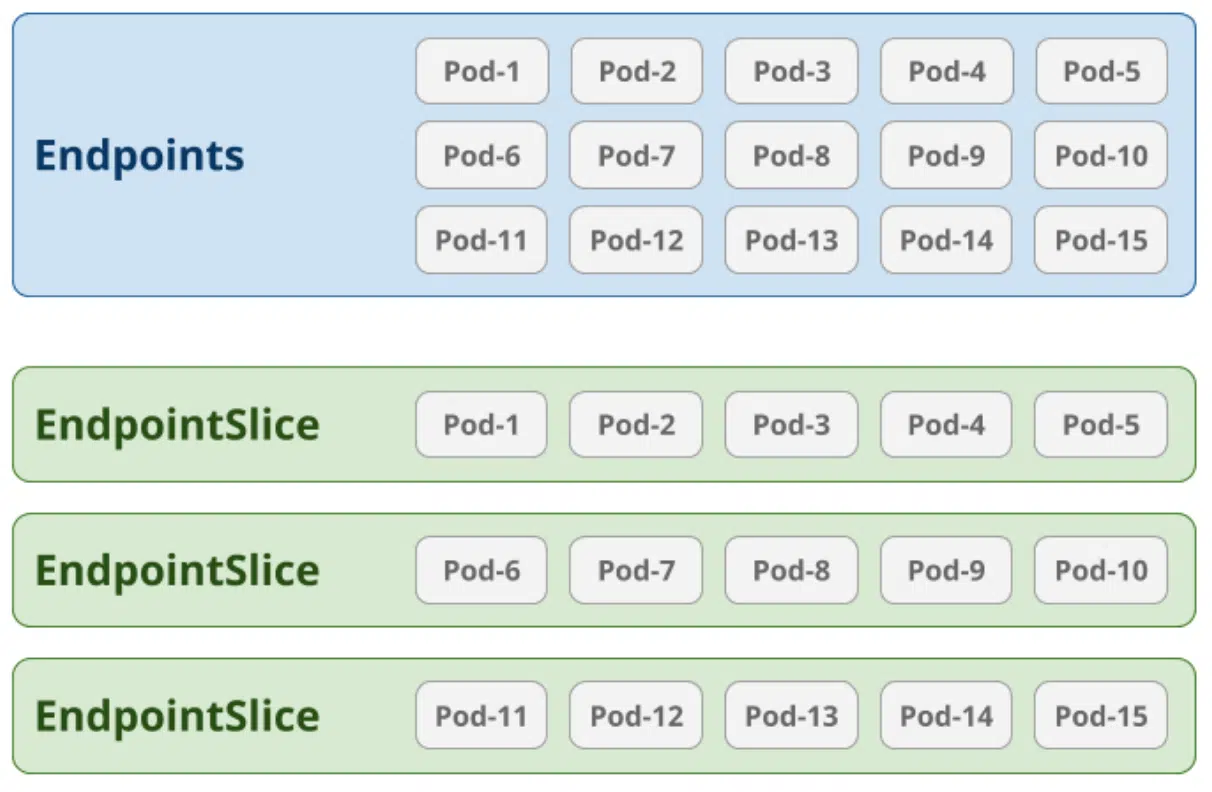 Pod-1 Pod-2 Pod-3 Pod-4 Pod-5
Endpoints Pod-6 Pod-7 Pod-8 Pod-9 Pod-10
Pod-11 Pod-12 Pod-13 Pod-14 Pod-15
EndpointSlice Pod-1 Pod-2 Pod-3 Pod-4 Pod-5
EndpointSlice Pod-6 Pod-7 Pod-8 Pod-9 Pod-10
EndpointSlice Pod-11 Pod-12 Pod-13 Pod-14 Pod-15